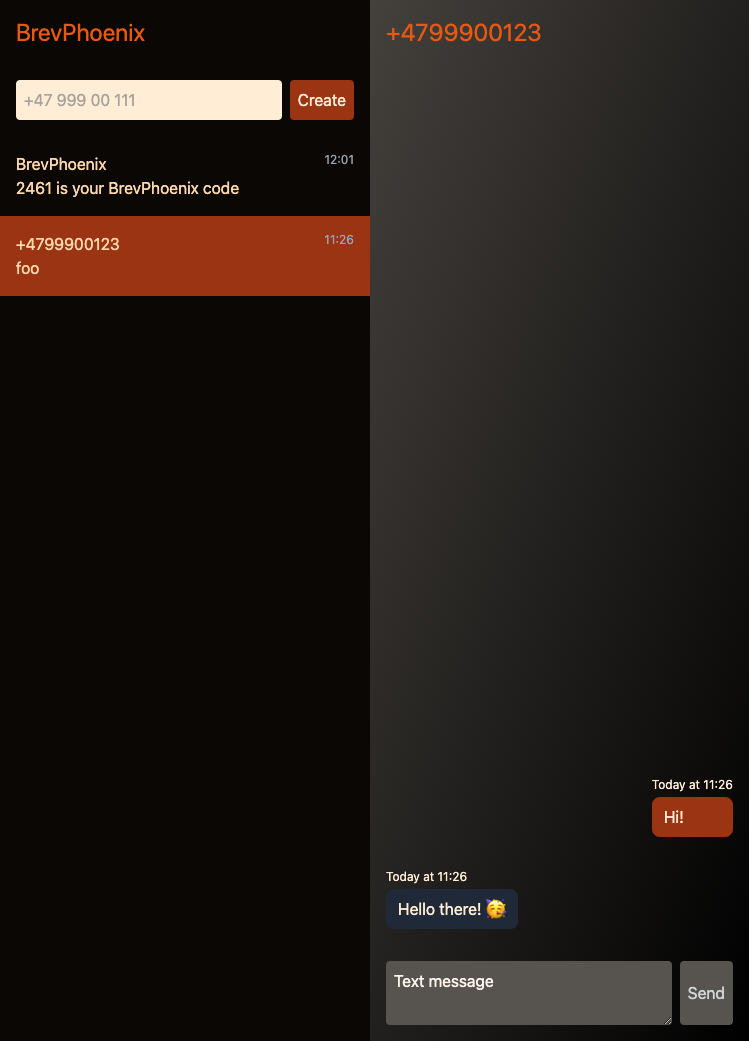 BrevPhoenix
+47 999 00 111
Create
BrevPhoenix
12:01
2461 is your BrevPhoenix code
+4799900123
11:26
foo
+4799900123
Today at 11:26
Hi!
Today at 11:26
Hello there! 🥳
Text message
Send